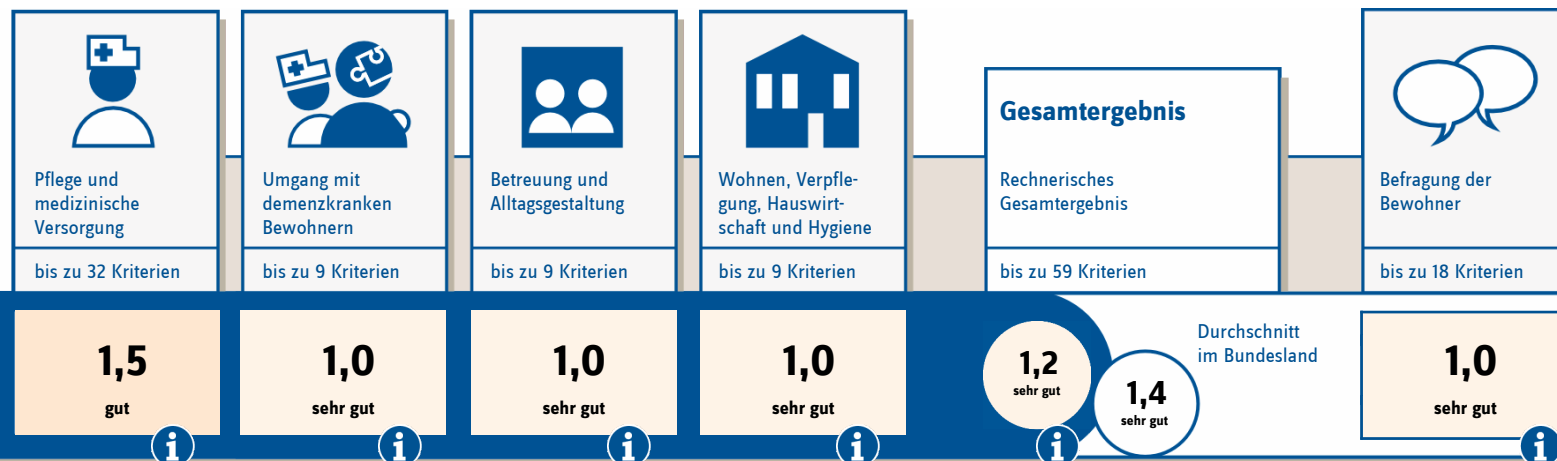 Pflege und
medizinische
Versorgung
bis zu 32 Kriterien
1,5
gut
Umgang mit
demenzkranken
Bewohnern
bis zu 9 Kriterien
1,0
sehr gut
Betreuung und
Alltagsgestaltung
bis zu 9 Kriterien
1,0
sehr gut
Wohnen, Verpfle-
gung, Hauswirt-
schaft und Hygiene
bis zu 9 Kriterien
1,0
sehr gut
Gesamtergebnis
Rechnerisches
Gesamtergebnis
bis zu 59 Kriterien
1,2
sehr gut
Durchschnitt
im Bundesland
1,4
sehr gut
Befragung der
Bewohner
bis zu 18 Kriterien
1,0
sehr gut